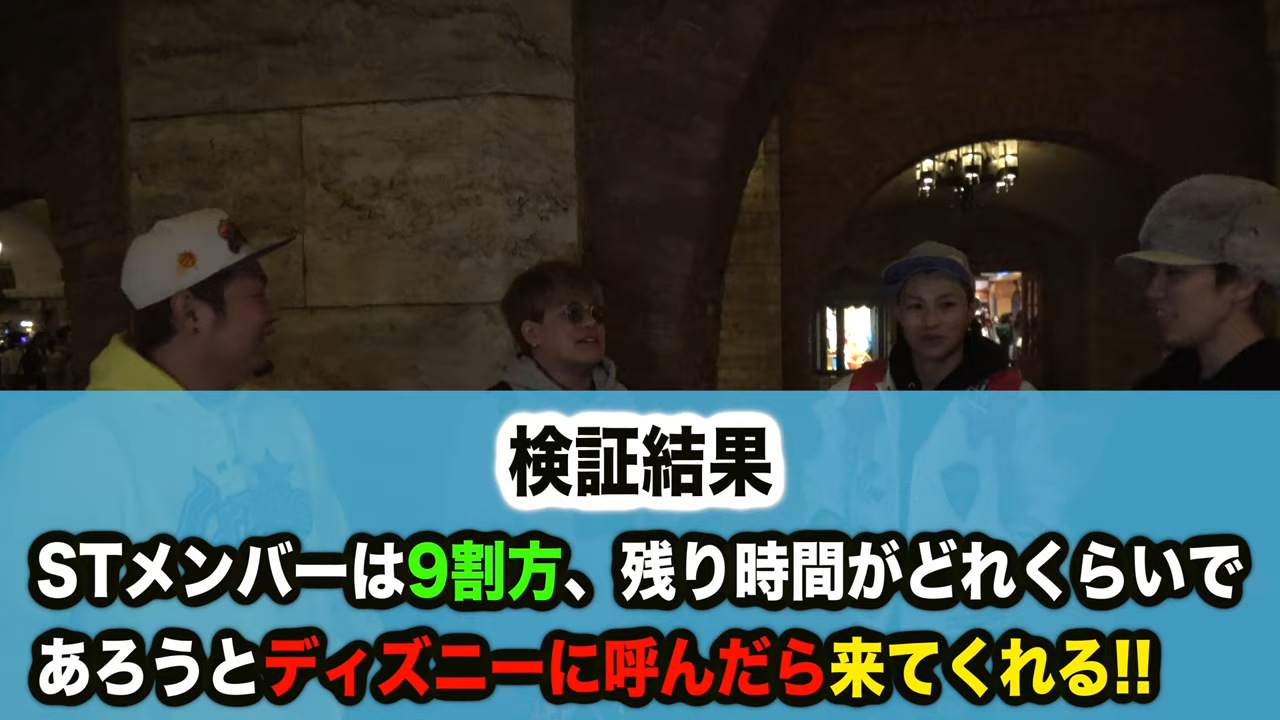 検証結果
STメンバーは9割方、残り時間がどれくらいで
あろうとディズニーに呼んだら来てくれる!!